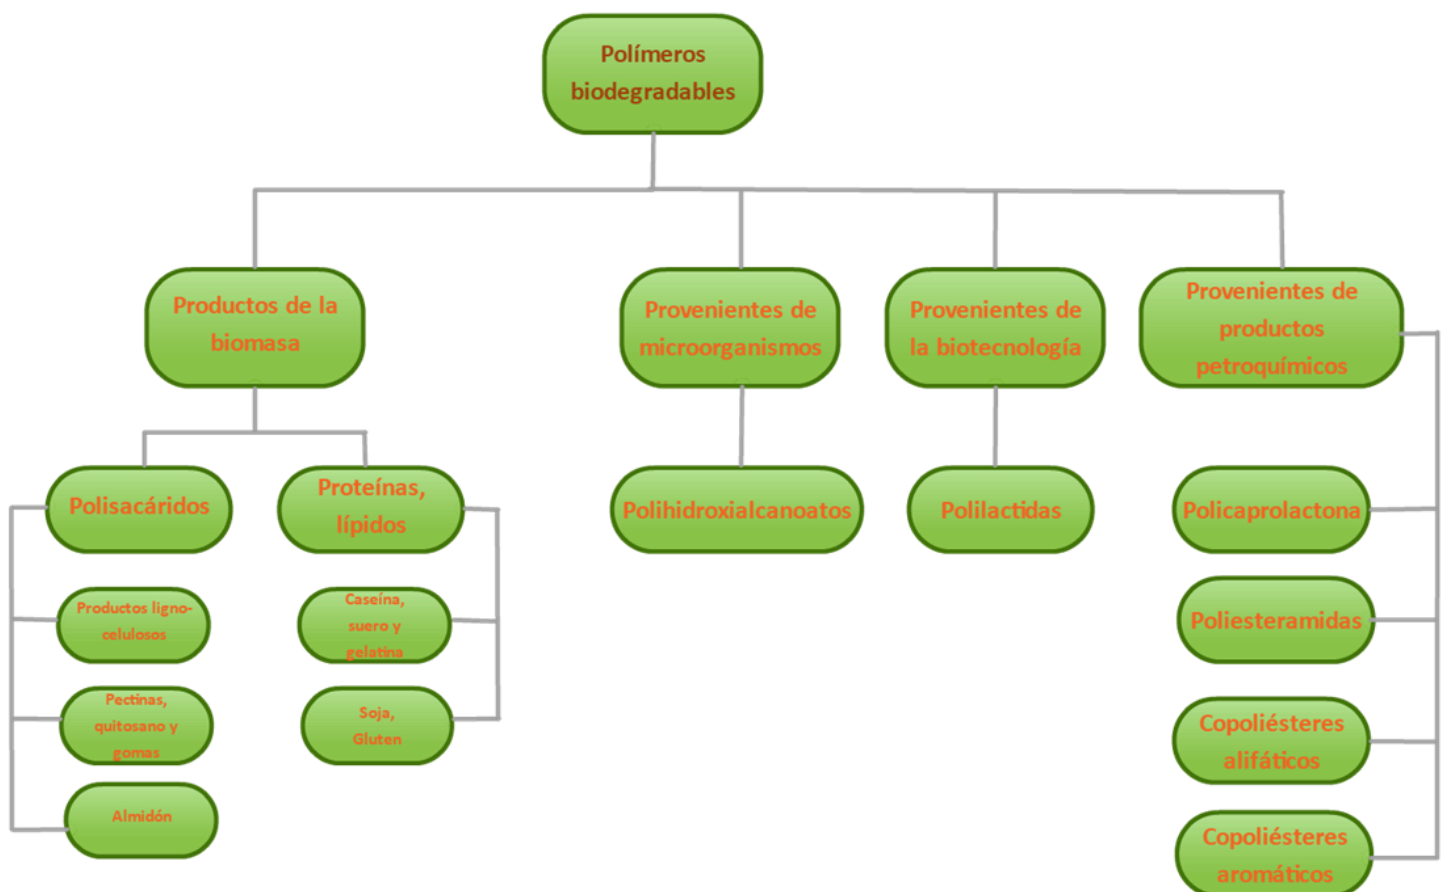 Polímeros
biodegradables
Productos de la
biomasa
Provenientes de
microorganismos
Provenientes de
la biotecnología
Provenientes de
productos
petroquímicos
Polisacáridos
Proteínas,
lípidos
Polihidroxialcanoatos
Polilactidas
Policaprolactona
Productos ligno-
celulosos
Caseína,
suero y
gelatina
Poliesteramidas
Pectinas,
quitosano y
gomas
Soja,
Gluten
Copoliésteres
alifáticos
Almidón
Copoliésteres
aromáticos